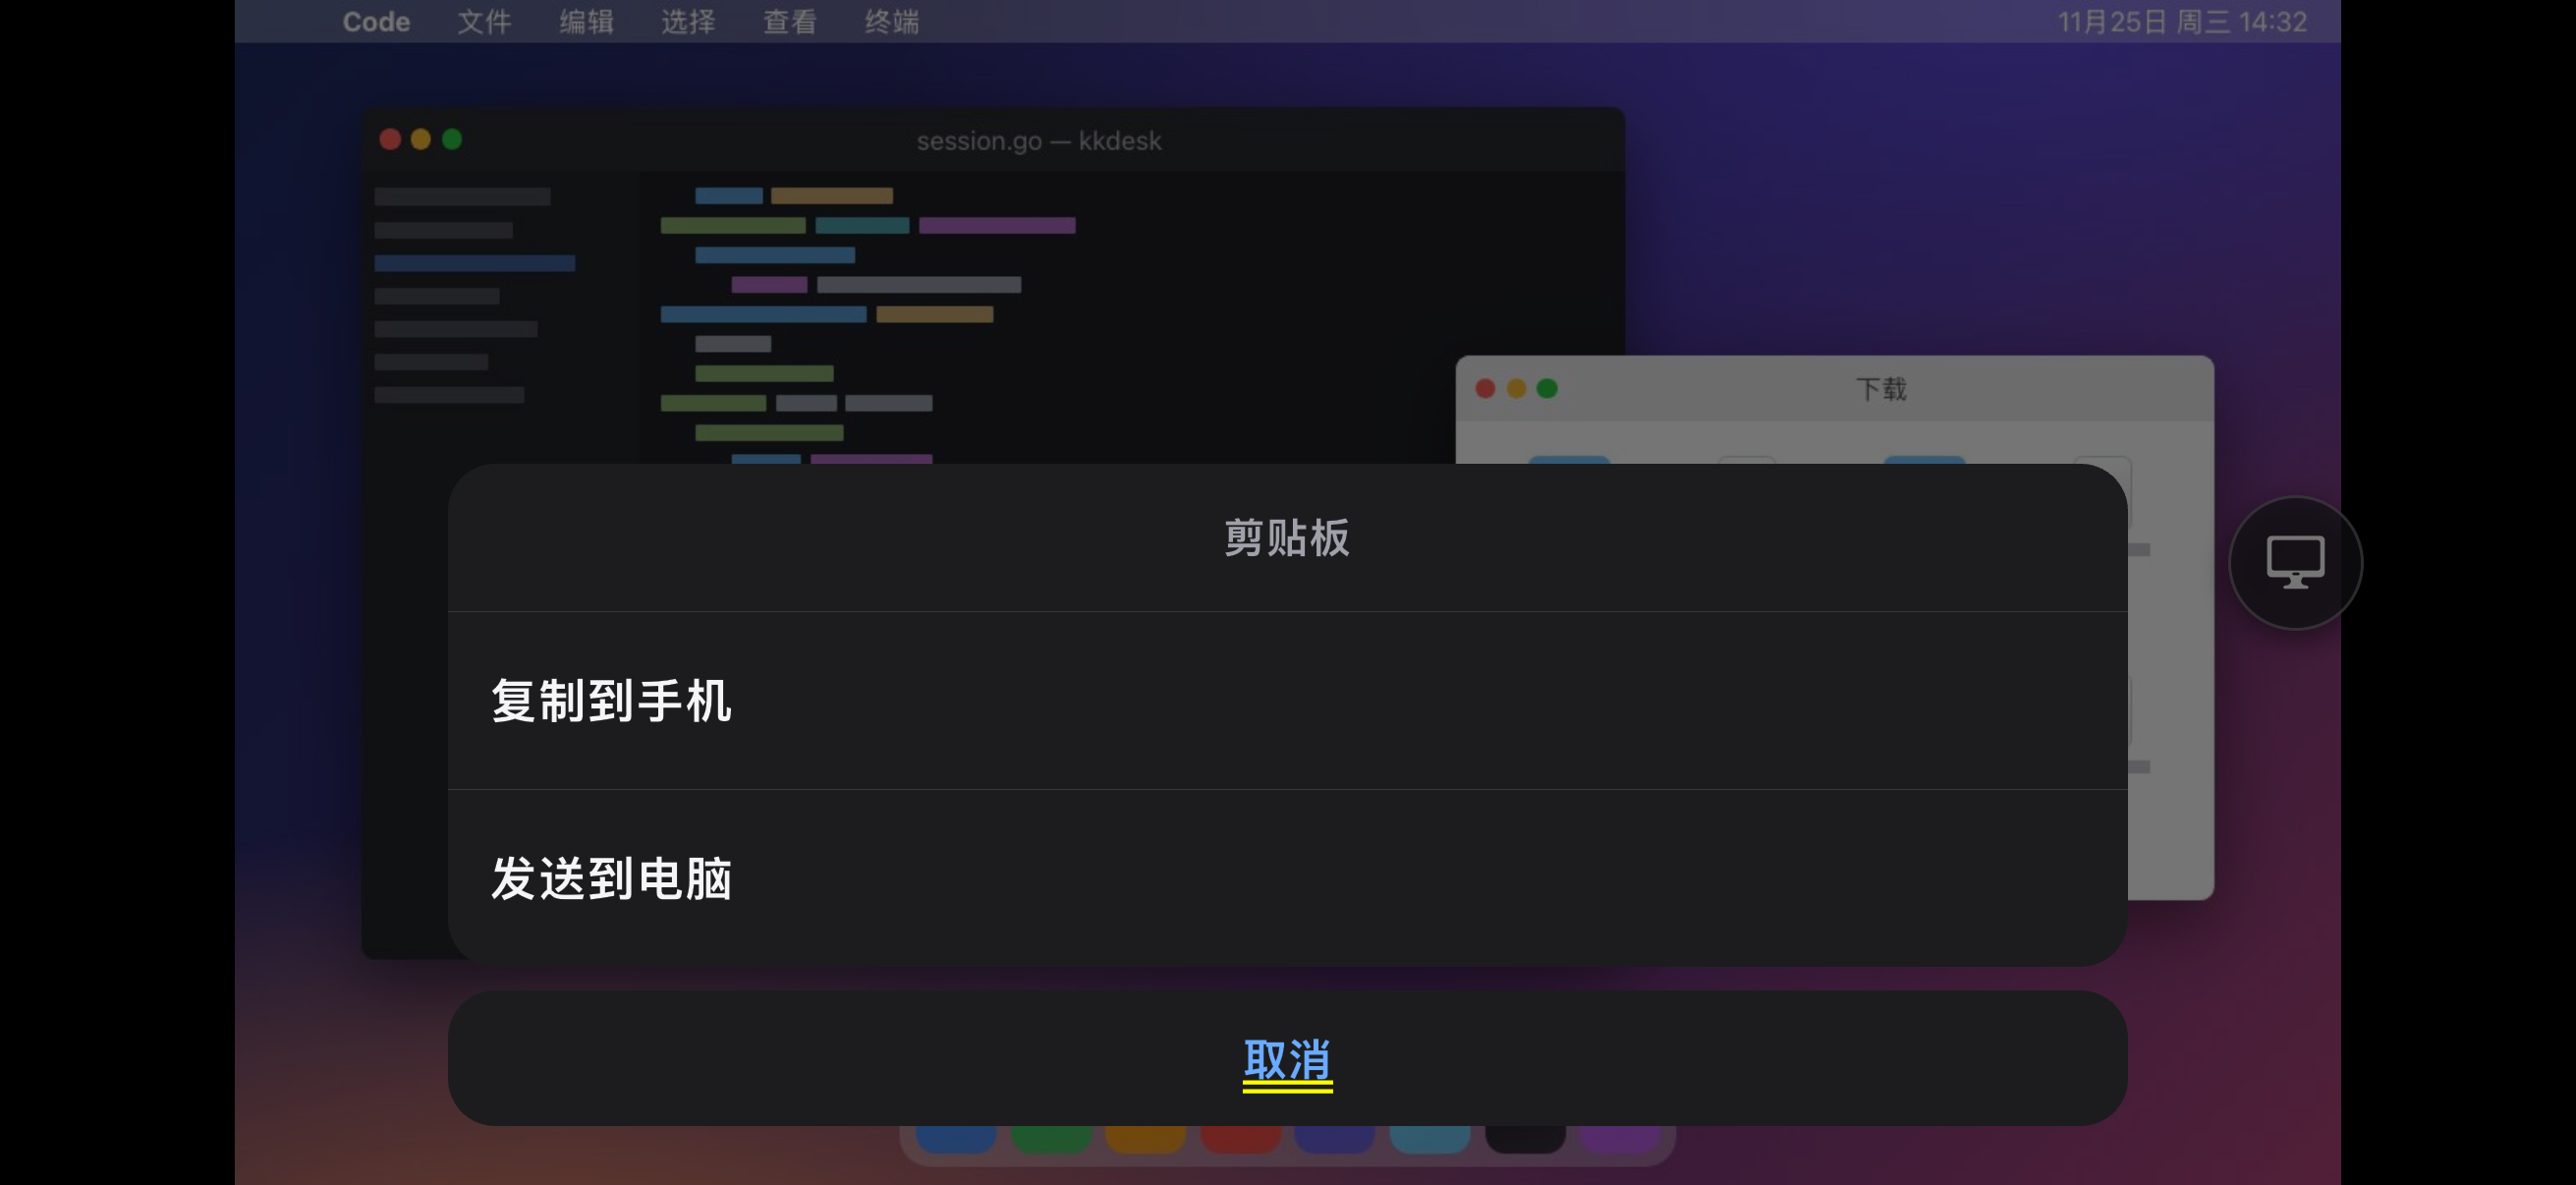 Code 文件 编辑 选择 查看 终端 11月25日 周三 14:32
session.go — kkdesk
下载
剪贴板
复制到手机
发送到电脑
取消